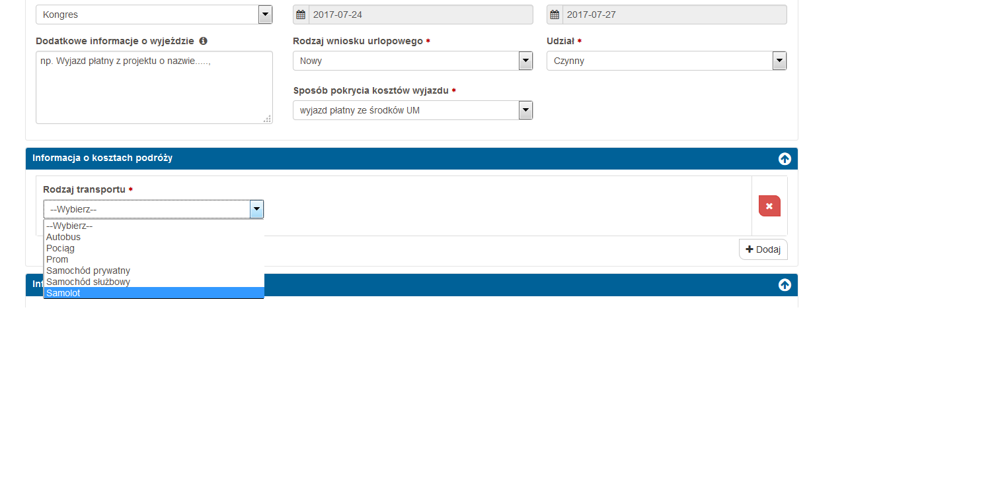 Kongres
2017-07-24
2017-07-27
Dodatkowe informacje o wyjeździe
Rodzaj wniosku urlopowego *
Udział *
np. Wyjazd płatny z projektu o nazwie.....,
Nowy
Czynny
Sposób pokrycia kosztów wyjazdu *
wyjazd płatny ze środków UM
Informacja o kosztach podróży
Rodzaj transportu *
--Wybierz--
--Wybierz--
Autobus
Pociąg
Prom
Samochód prywatny
Samochód służbowy
Samolot
Dodaj